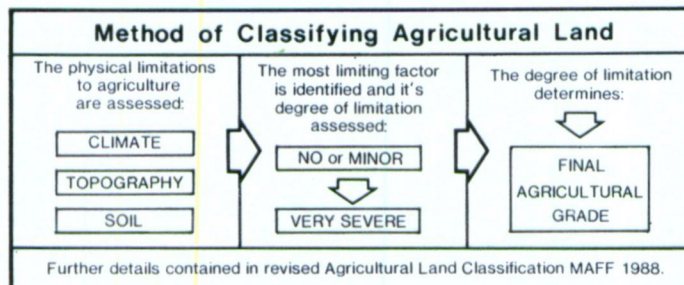 Method of Classifying Agricultural Land
The physical limitations
to agriculture
are assessed:
CLIMATE
TOPOGRAPHY
SOIL
The most limiting factor
is identified and it's
degree of limitation
assessed:
NO or MINOR
VERY SEVERE
The degree of limitation
determines:
FINAL
AGRICULTURAL
GRADE
Further details contained in revised Agricultural Land Classification MAFF 1988.